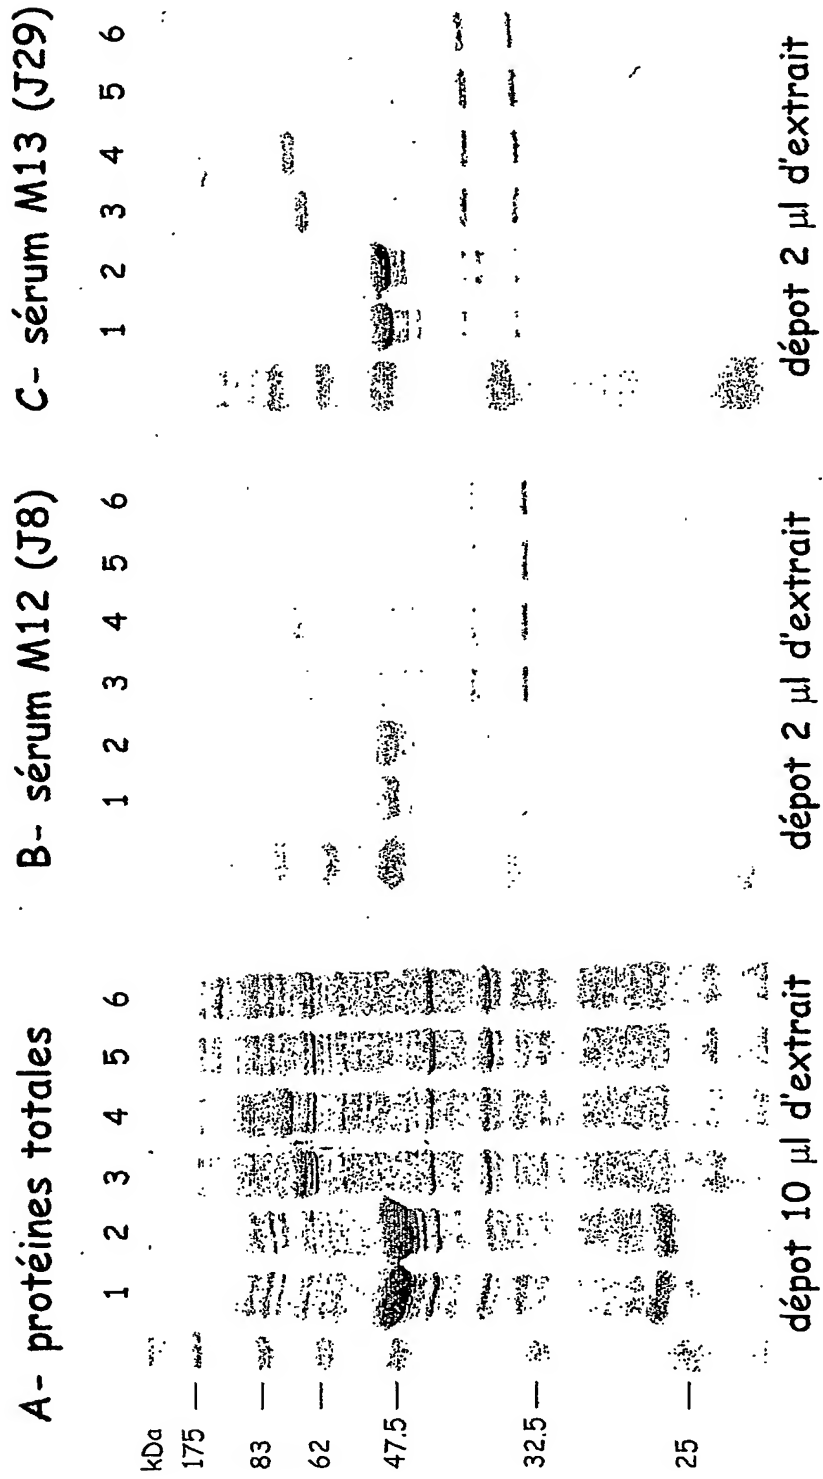 A- protéines totales
kDa
1 2 3 4 5 6
175
83
62
47.5
32.5
25
dépot 10 µl d'extrait
B- sérum M12 (J8)
1 2 3 4 5 6
dépot 2 µl d'extrait
C- sérum M13 (J29)
1 2 3 4 5 6
dépot 2 µl d'extrait